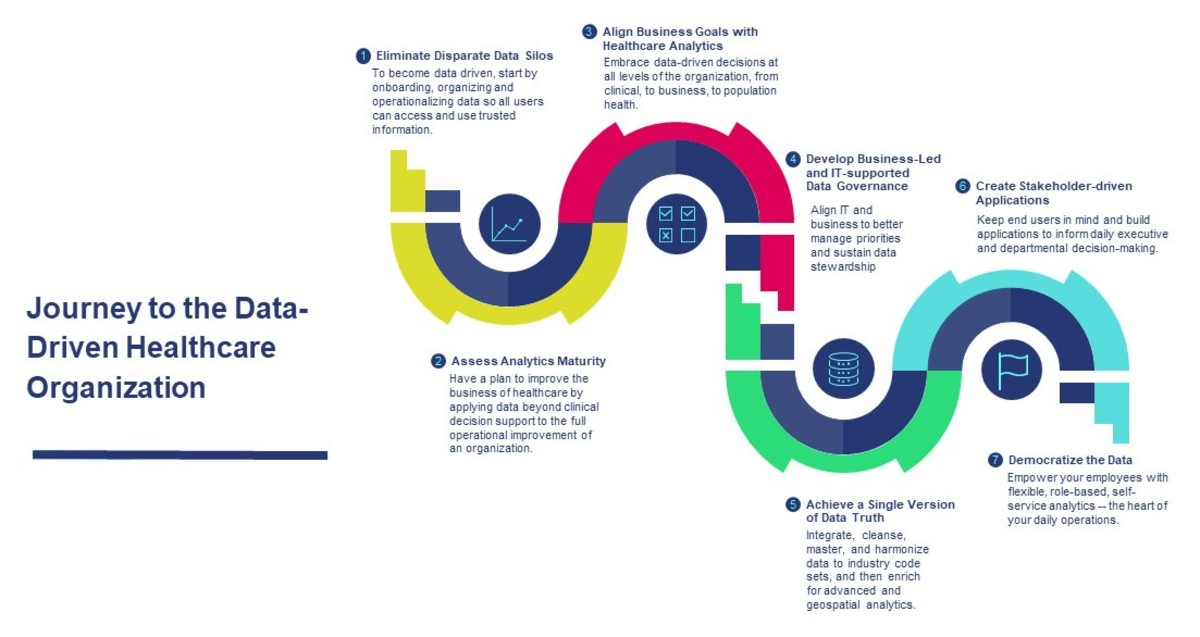 Journey to the Data-
Driven Healthcare
Organization
1 Eliminate Disparate Data Silos
To become data driven, start by
onboarding, organizing and
operationalizing data so all users
can access and use trusted
information.
2 Assess Analytics Maturity
Have a plan to improve the
business of healthcare by
applying data beyond clinical
decision support to the full
operational improvement of
an organization.
3 Align Business Goals with
Healthcare Analytics
Embrace data-driven decisions at
all levels of the organization, from
clinical, to business, to population
health.
4 Develop Business-Led
and IT-supported
Data Governance
Align IT and
business to better
manage priorities
and sustain data
stewardship
5 Achieve a Single Version
of Data Truth
Integrate, cleanse,
master, and harmonize
data to industry code
sets, and then enrich
for advanced and
geospatial analytics.
6 Create Stakeholder-driven
Applications
Keep end users in mind and build
applications to inform daily executive
and departmental decision-making.
7 Democratize the Data
Empower your employees with
flexible, role-based, self-
service analytics -- the heart of
your daily operations.